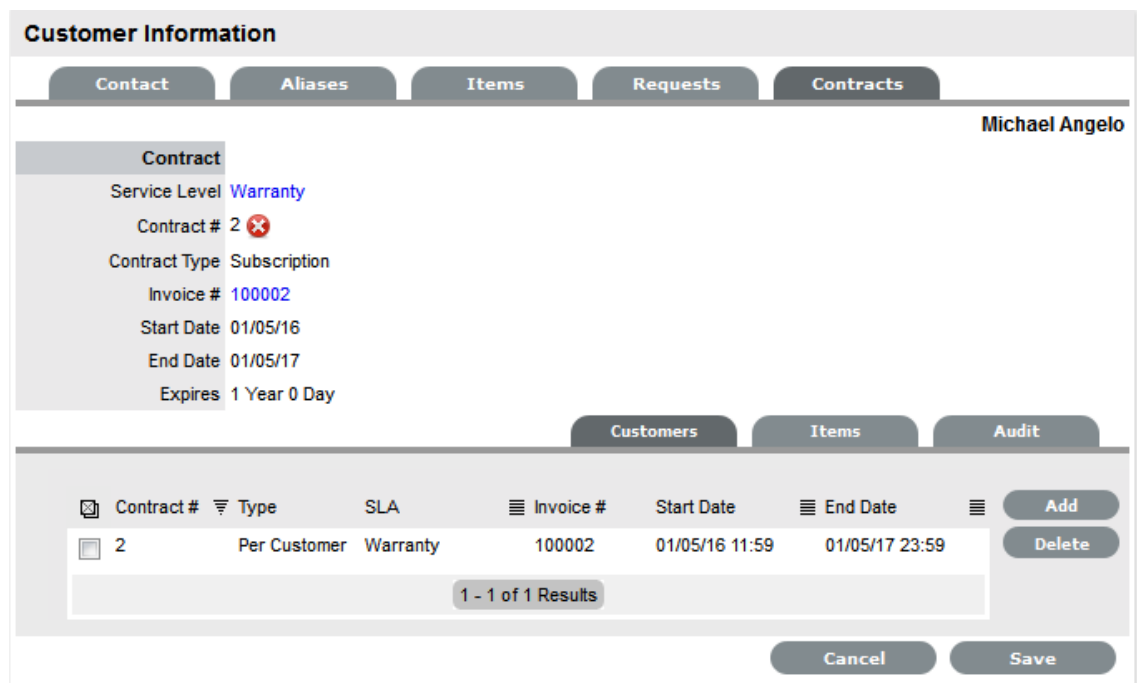 Customer Information
Contact Aliases Items Requests Contracts
Michael Angelo
Contract
Service Level Warranty
Contract # 2
Contract Type Subscription
Invoice # 100002
Start Date 01/05/16
End Date 01/05/17
Expires 1 Year 0 Day
Customers Items Audit
Contract # Type SLA Invoice # Start Date End Date Add
2 Per Customer Warranty 100002 01/05/16 11:59 01/05/17 23:59 Delete
1 - 1 of 1 Results
Cancel Save